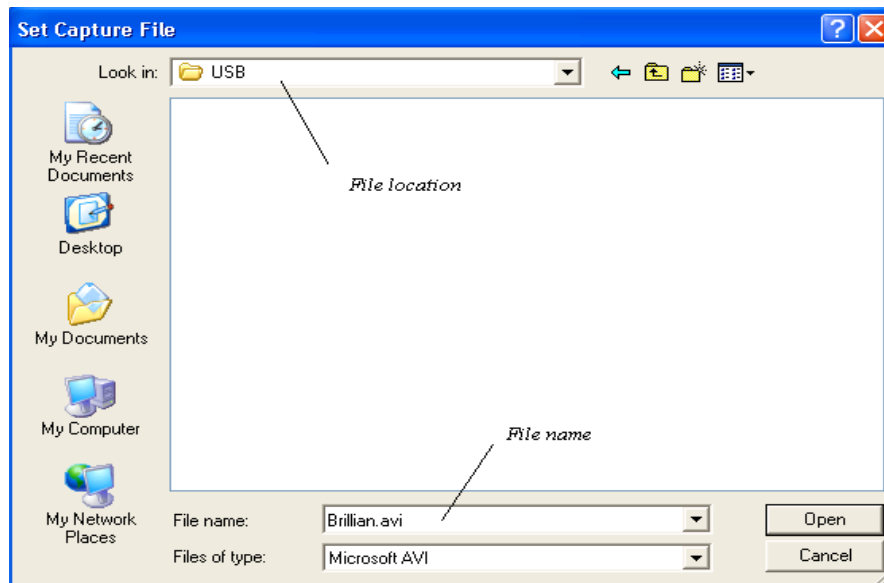 Set Capture File
Look in: USB
My Recent
Documents
File location
Desktop
My Documents
My Computer
File name
My Network
Places
File name: Brillian.avi Open
Files of type: Microsoft AVI Cancel